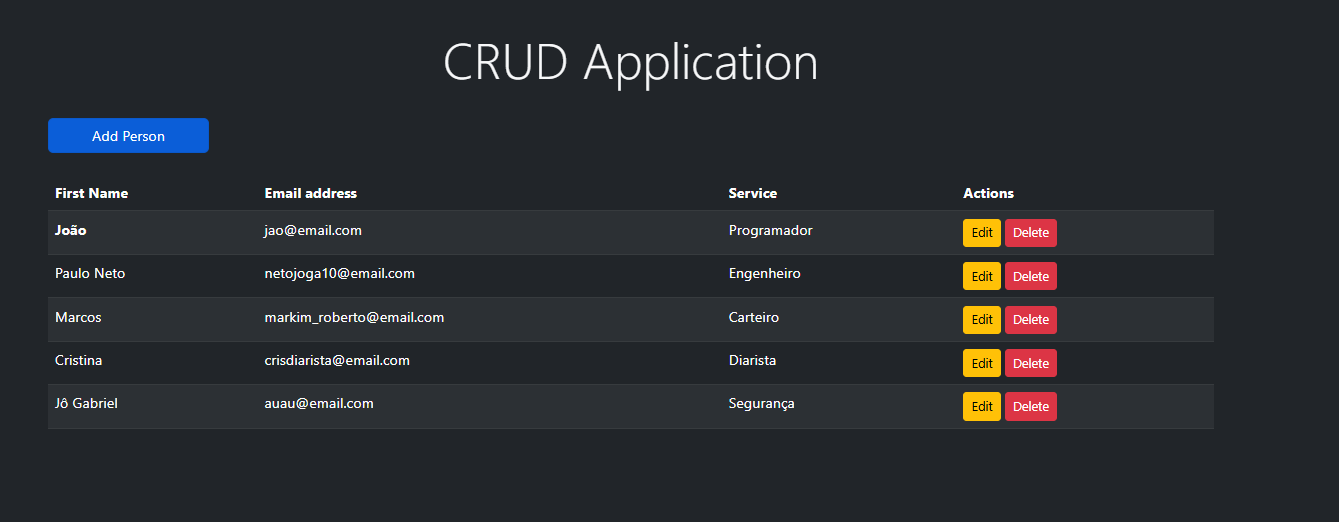 CRUD Application
Add Person
First Name Email address Service Actions
João jao@email.com Programador Edit Delete
Paulo Neto netojoga10@email.com Engenheiro Edit Delete
Marcos markim_roberto@email.com Carteiro Edit Delete
Cristina crisdiarista@email.com Diarista Edit Delete
Jô Gabriel auau@email.com Segurança Edit Delete